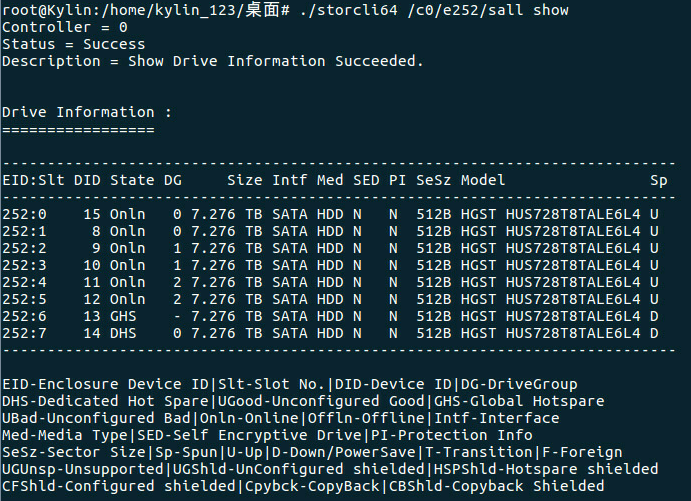 root@Kylin:/home/kylin_123/桌面# ./storcli64 /c0/e252/sall show
Controller = 0
Status = Success
Description = Show Drive Information Succeeded.
Drive Information :
=================
---------------------------------------------------------------------------
EID:Slt DID State DG     Size Intf Med SED PI SeSz Model                Sp
---------------------------------------------------------------------------
252:0    15 Onln   0 7.276 TB SATA HDD N   N  512B HGST HUS728T8TALE6L4 U
252:1     8 Onln   0 7.276 TB SATA HDD N   N  512B HGST HUS728T8TALE6L4 U
252:2     9 Onln   1 7.276 TB SATA HDD N   N  512B HGST HUS728T8TALE6L4 U
252:3    10 Onln   1 7.276 TB SATA HDD N   N  512B HGST HUS728T8TALE6L4 U
252:4    11 Onln   2 7.276 TB SATA HDD N   N  512B HGST HUS728T8TALE6L4 U
252:5    12 Onln   2 7.276 TB SATA HDD N   N  512B HGST HUS728T8TALE6L4 U
252:6    13 GHS    - 7.276 TB SATA HDD N   N  512B HGST HUS728T8TALE6L4 D
252:7    14 DHS    0 7.276 TB SATA HDD N   N  512B HGST HUS728T8TALE6L4 D
---------------------------------------------------------------------------
EID-Enclosure Device ID|Slt-Slot No.|DID-Device ID|DG-DriveGroup
DHS-Dedicated Hot Spare|UGood-Unconfigured Good|GHS-Global Hotspare
UBad-Unconfigured Bad|Onln-Online|Offln-Offline|Intf-Interface
Med-Media Type|SED-Self Encryptive Drive|PI-Protection Info
SeSz-Sector Size|Sp-Spun|U-Up|D-Down/PowerSave|T-Transition|F-Foreign
UGUnsp-Unsupported|UGShld-UnConfigured shielded|HSPShld-Hotspare shielded
CFShld-Configured shielded|Cpybck-CopyBack|CBShld-Copyback Shielded